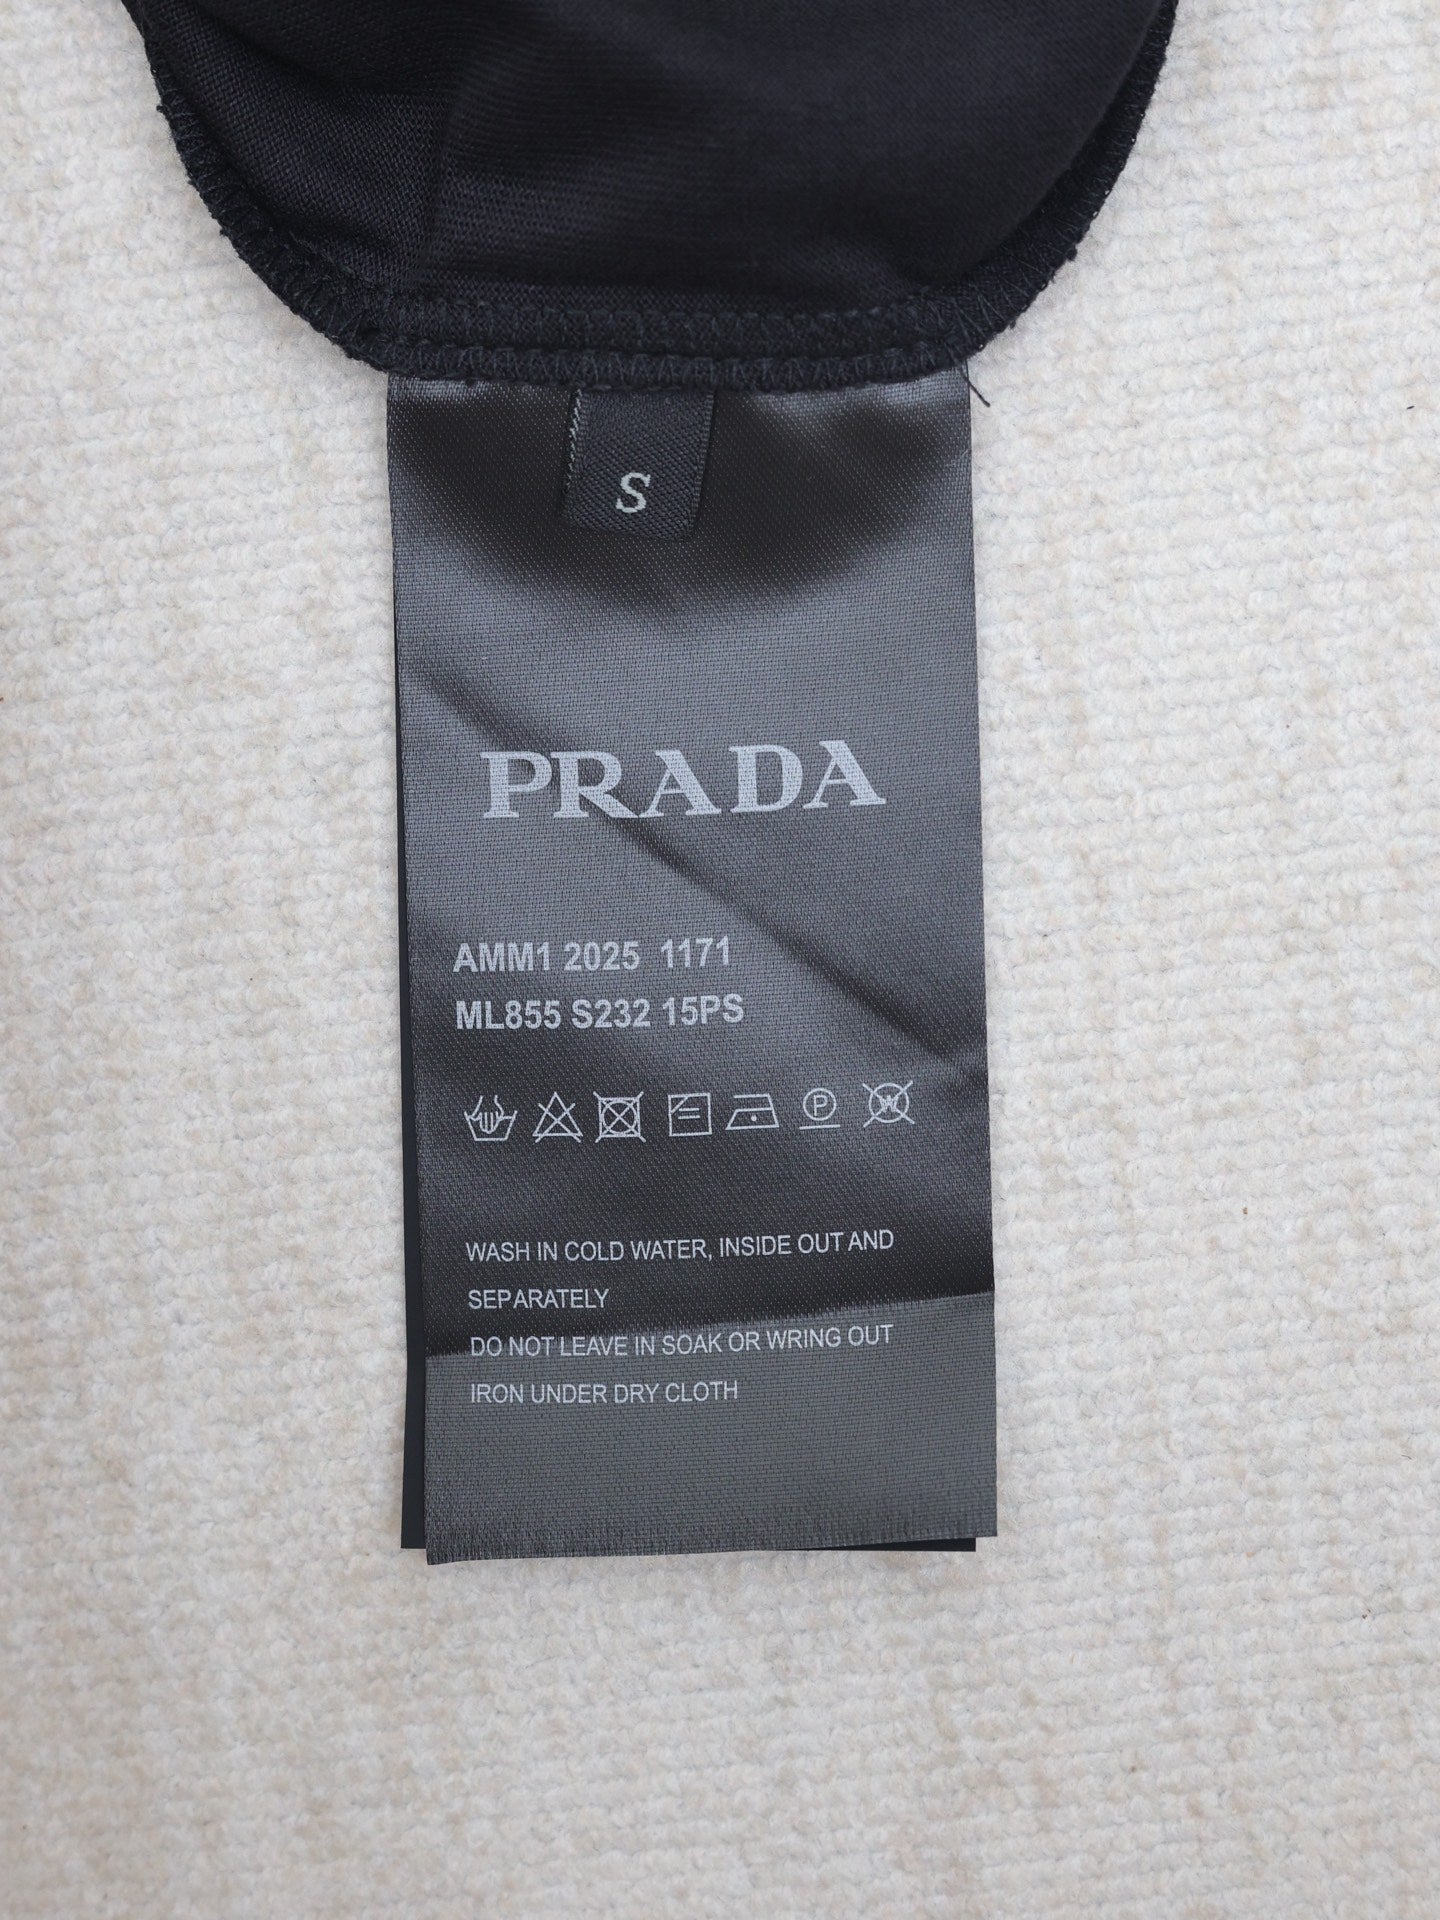 S
PRADA
AMM1 2025 1171
ML855 S232 15PS
P
W
WASH IN COLD WATER, INSIDE OUT AND
SEPARATELY
DO NOT LEAVE IN SOAK OR WRING OUT
IRON UNDER DRY CLOTH